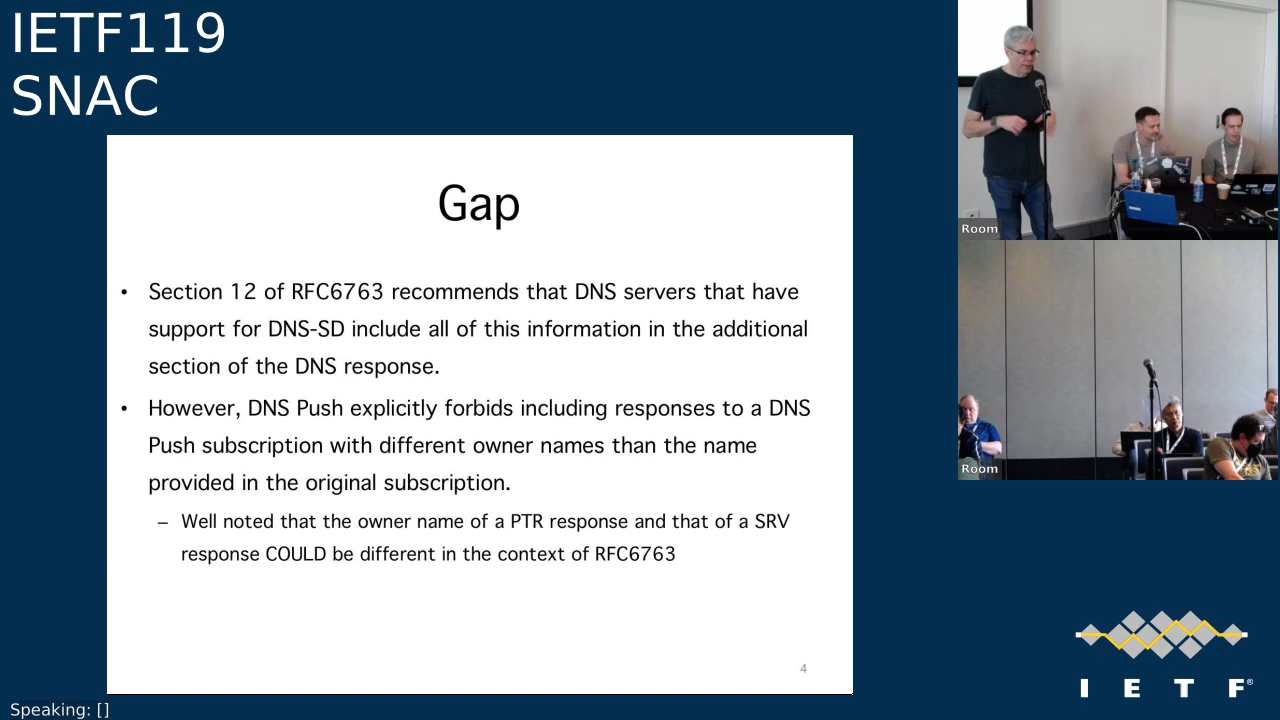 IETF119
SNAC
Gap
• Section 12 of RFC6763 recommends that DNS servers that have
support for DNS-SD include all of this information in the additional
section of the DNS response.
• However, DNS Push explicitly forbids including responses to a DNS
Push subscription with different owner names than the name
provided in the original subscription.
– Well noted that the owner name of a PTR response and that of a SRV
response COULD be different in the context of RFC6763
4
Room
Room
I E T F®
Speaking: []